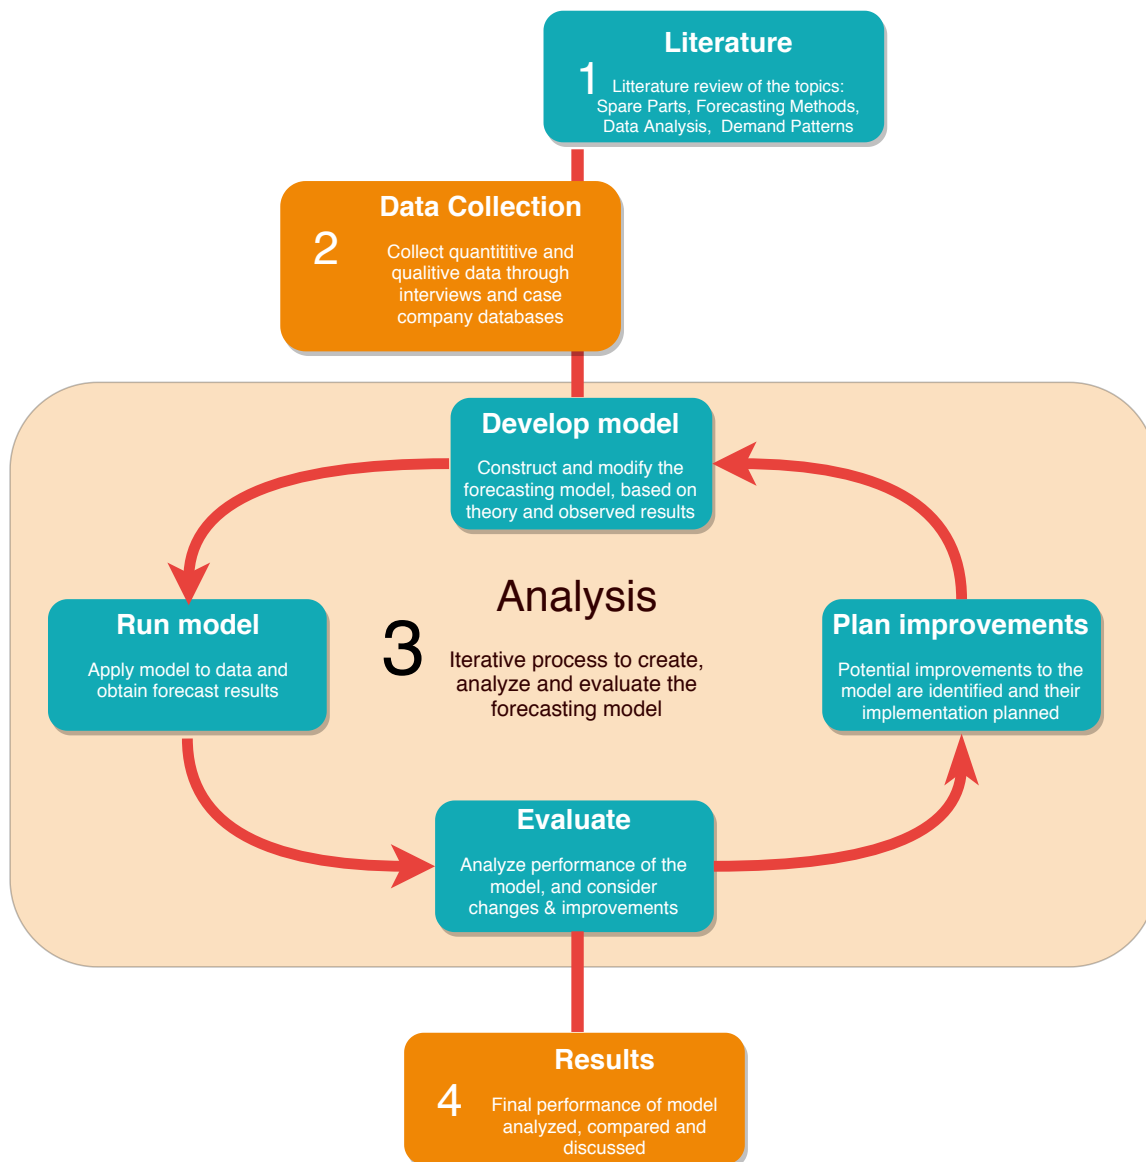 Literature
1
Litterature review of the topics:
Spare Parts, Forecasting Methods,
Data Analysis, Demand Patterns
Data Collection
2
Collect quantititive and
qualitive data through
interviews and case
company databases
Develop model
Construct and modify the
forecasting model, based on
theory and observed results
Run model
Apply model to data and
obtain forecast results
3
Analysis
Iterative process to create,
analyze and evaluate the
forecasting model
Plan improvements
Potential improvements to the
model are identified and their
implementation planned
Evaluate
Analyze performance of the
model, and consider
changes & improvements
Results
4
Final performance of model
analyzed, compared and
discussed